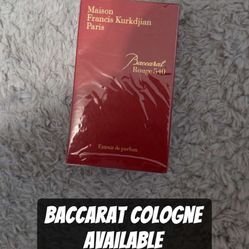 Maison
Francis Kurkdjian
Paris
Baccarat
Rouge 540
Extrait de parfum
BACCARAT COLOGNE
AVAILABLE